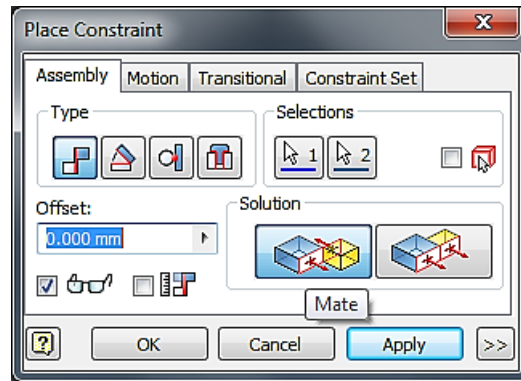 Place Constraint
Assembly Motion Transitional Constraint Set
Type
Selections
1 2
Offset:
0.000 mm
Solution
Mate
? OK Cancel Apply >>